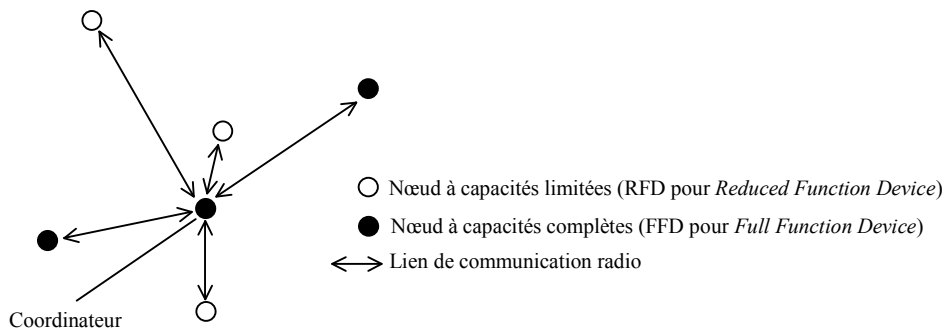 Nœud à capacités limitées (RFD pour Reduced Function Device)
Nœud à capacités complètes (FFD pour Full Function Device)
Lien de communication radio
Coordinateur